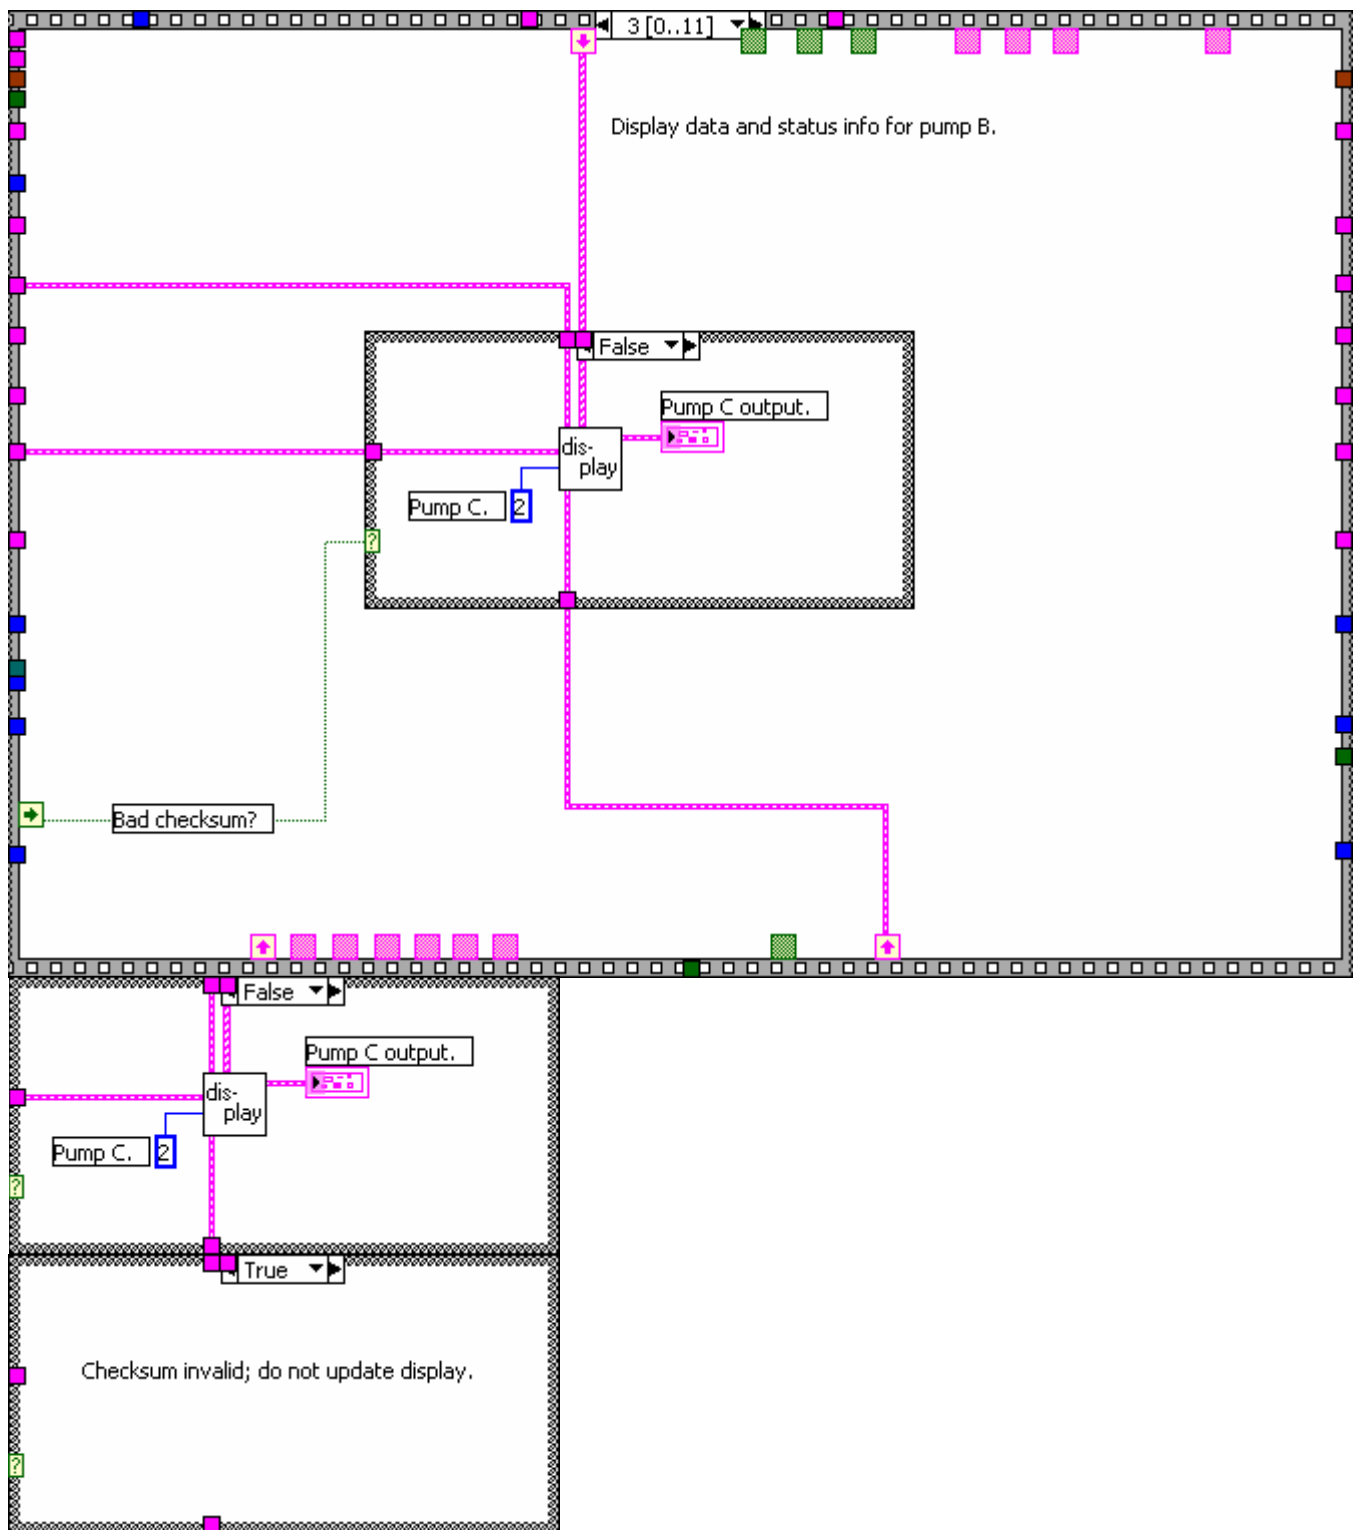 3 [0..11]
Display data and status info for pump B.
False
Pump C output.
dis-
play
Pump C.
2
?
Bad checksum?
False
Pump C output.
dis-
play
Pump C.
2
?
True
Checksum invalid; do not update display.
?